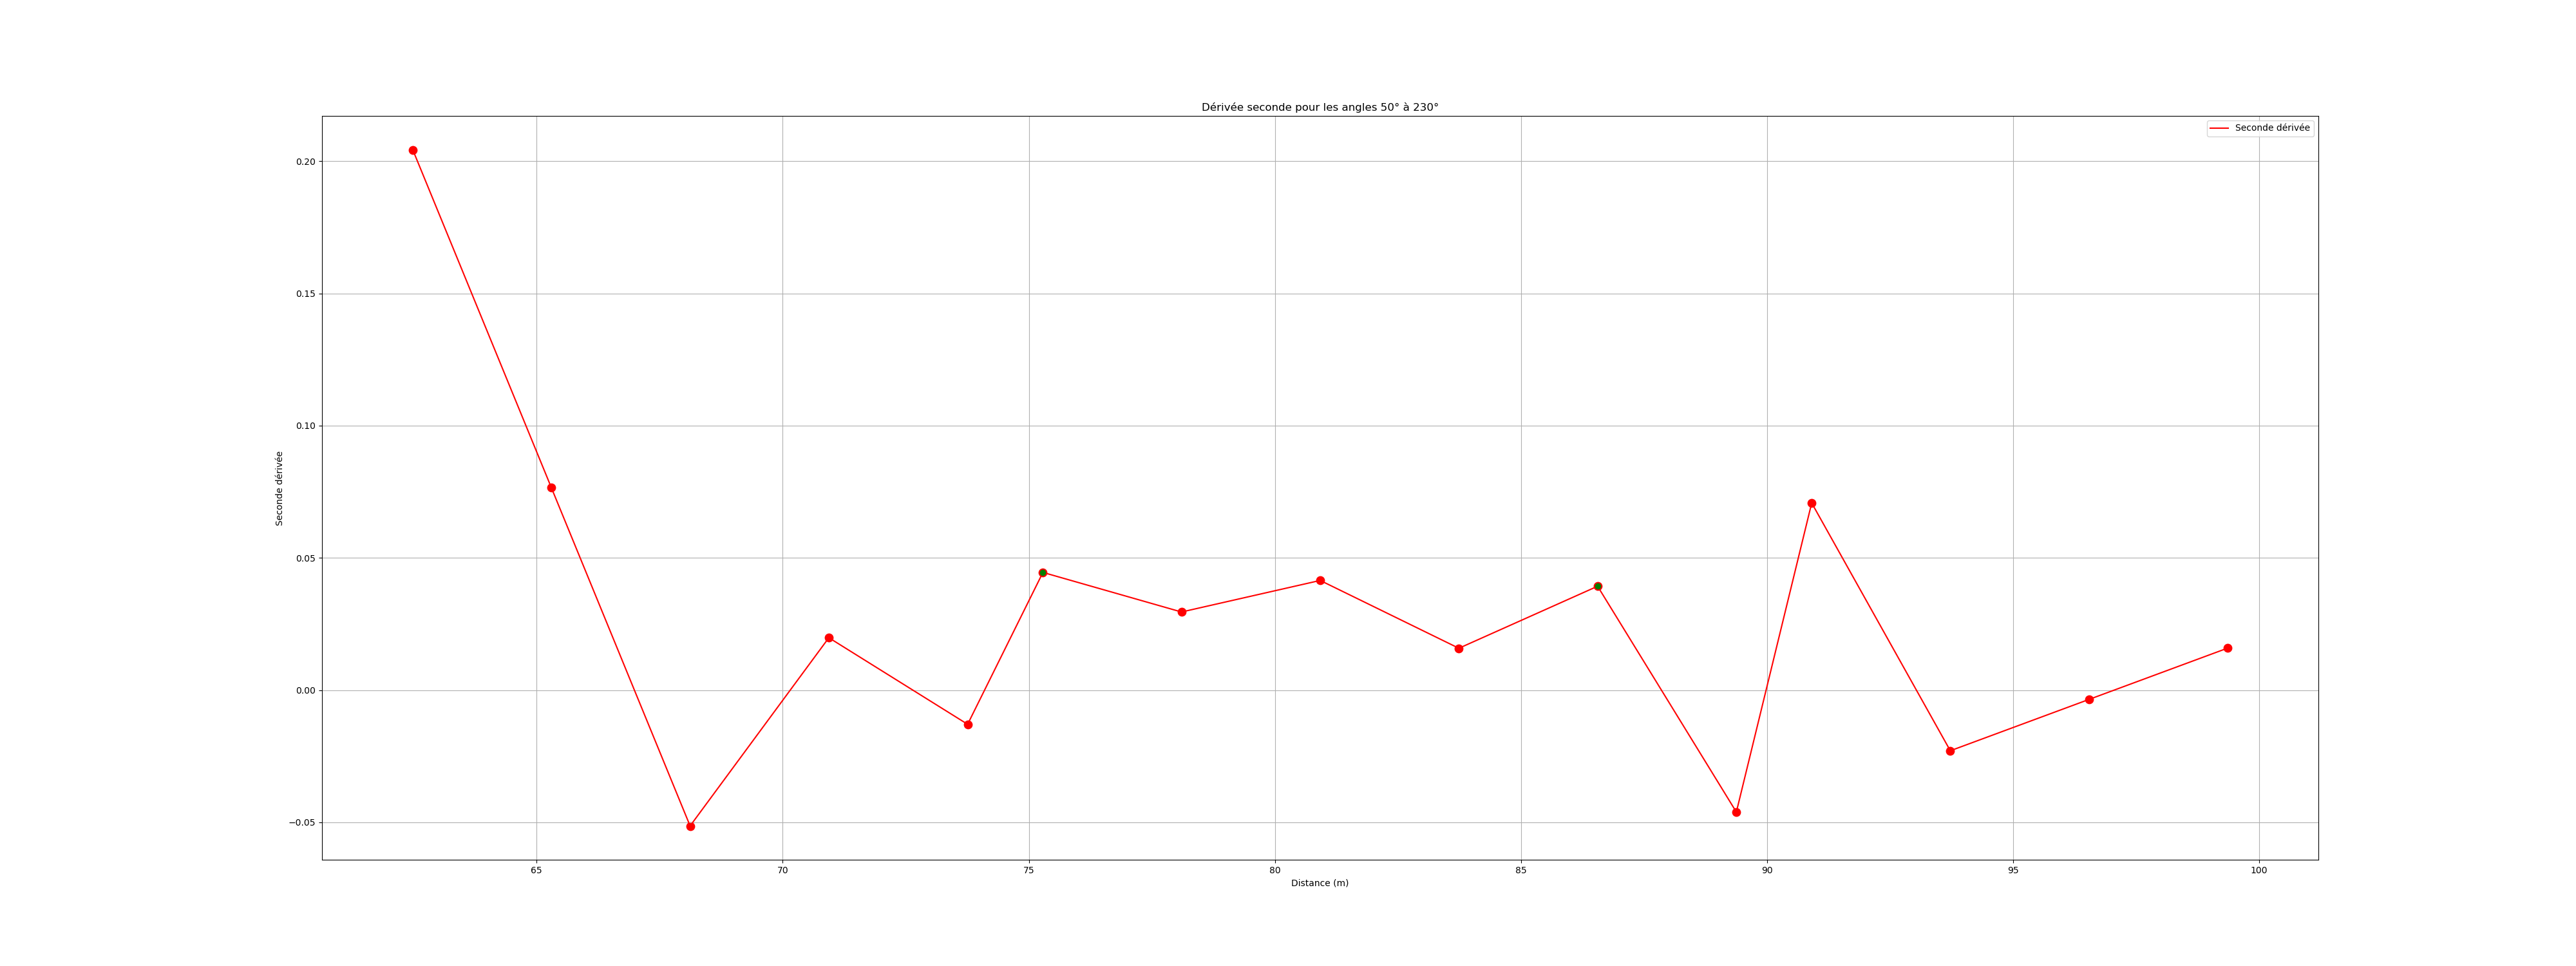 Dérivée seconde pour les angles 50° à 230°
Seconde dérivée
0.20
0.15
0.10
0.05
0.00
−0.05
Seconde dérivée
65 70 75 80 85 90 95 100
Distance (m)